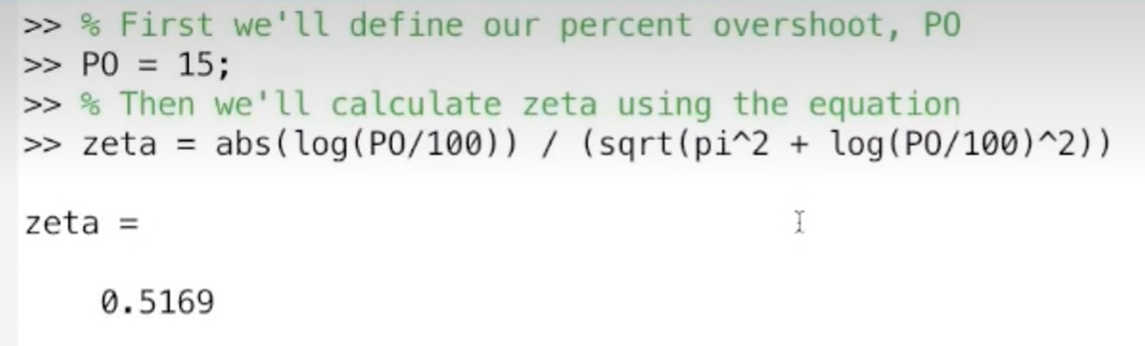 >> % First we'll define our percent overshoot, PO
>> PO = 15;
>> % Then we'll calculate zeta using the equation
>> zeta = abs(log(PO/100)) / (sqrt(pi^2 + log(PO/100)^2))
zeta =
0.5169